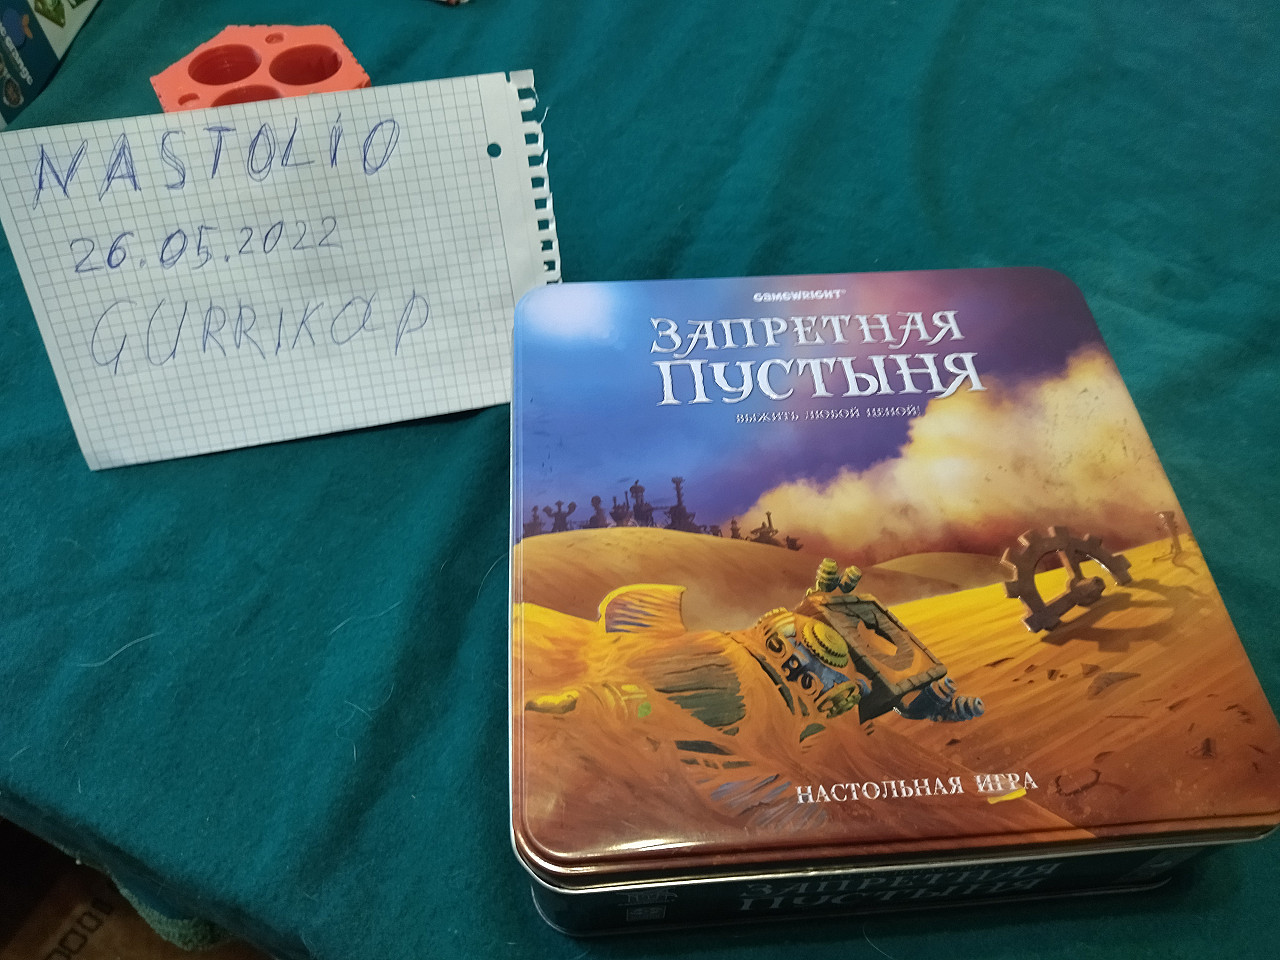 NASTOLIO
26.05.2022
GURRIKAP
GAMEWRIGHT
ЗАПРЕТНАЯ
ПУСТЫНЯ
ВЫЖИТЬ ЛЮБОЙ ЦЕНОЙ!
НАСТОЛЬНАЯ ИГРА
ЗАПРЕТНАЯ
ПУСТЫНЯ